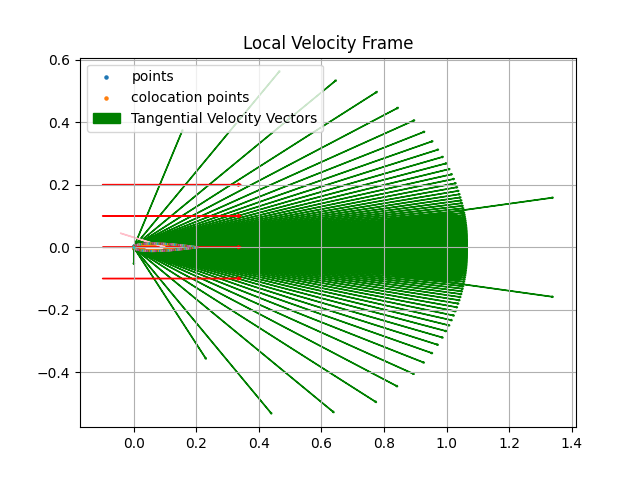 Local Velocity Frame
points
colocation points
Tangential Velocity Vectors
0.6
0.4
0.2
0.0
−0.2
−0.4
0.0 0.2 0.4 0.6 0.8 1.0 1.2 1.4